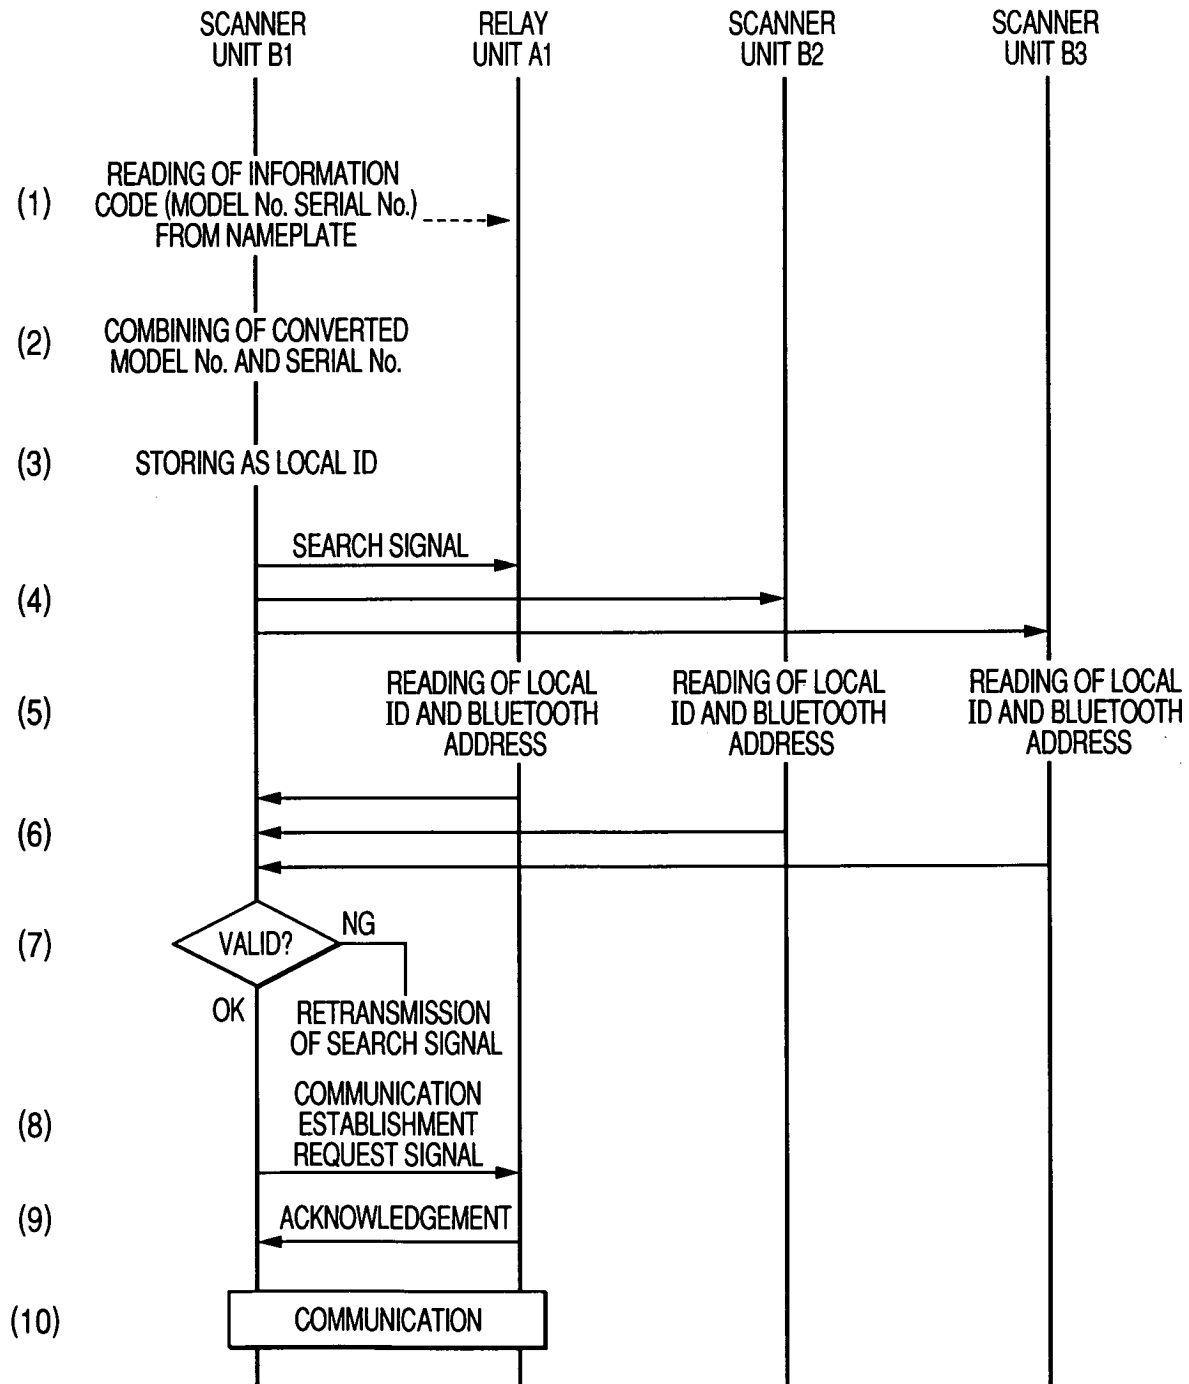 SCANNER
UNIT B1
RELAY
UNIT A1
SCANNER
UNIT B2
SCANNER
UNIT B3
(1)
READING OF INFORMATION
CODE (MODEL No. SERIAL No.)
FROM NAMEPLATE
(2)
COMBINING OF CONVERTED
MODEL No. AND SERIAL No.
(3)
STORING AS LOCAL ID
SEARCH SIGNAL
(4)
(5)
READING OF LOCAL
ID AND BLUETOOTH
ADDRESS
READING OF LOCAL
ID AND BLUETOOTH
ADDRESS
READING OF LOCAL
ID AND BLUETOOTH
ADDRESS
(6)
(7)
VALID?
NG
OK
RETRANSMISSION
OF SEARCH SIGNAL
(8)
COMMUNICATION
ESTABLISHMENT
REQUEST SIGNAL
(9)
ACKNOWLEDGEMENT
(10)
COMMUNICATION